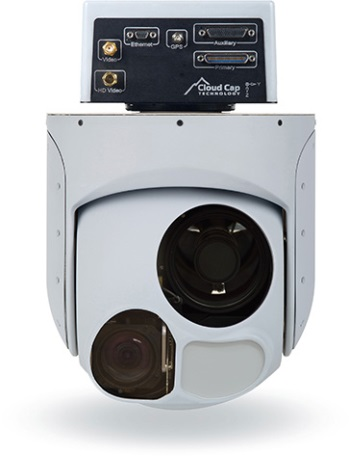 Ethernet
GPS
Auxiliary
Video
Primary
HD Video
Cloud Cap
TECHNOLOGY